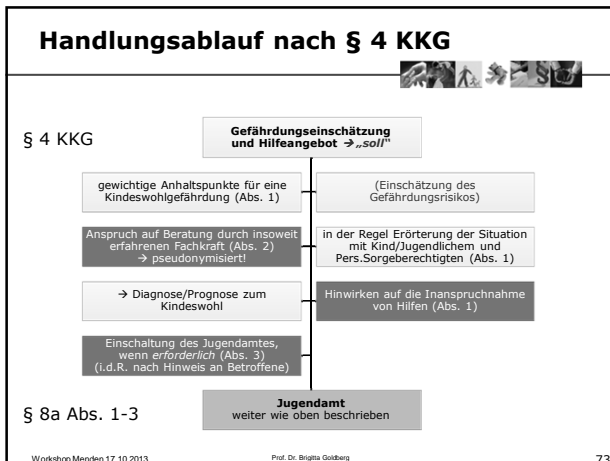 Handlungsablauf nach § 4 KKG
§ 4 KKG
Gefährdungseinschätzung
und Hilfeangebot → „soll"
gewichtige Anhaltspunkte für eine
Kindeswohlgefährdung (Abs. 1)
(Einschätzung des
Gefährdungsrisikos)
Anspruch auf Beratung durch insoweit
erfahrenen Fachkraft (Abs. 2)
→ pseudonymisiert!
in der Regel Erörterung der Situation
mit Kind/Jugendlichem und
Pers.Sorgeberechtigten (Abs. 1)
→ Diagnose/Prognose zum
Kindeswohl
Hinwirken auf die Inanspruchnahme
von Hilfen (Abs. 1)
Einschaltung des Jugendamtes,
wenn erforderlich (Abs. 3)
(i.d.R. nach Hinweis an Betroffene)
§ 8a Abs. 1-3
Jugendamt
weiter wie oben beschrieben
Workshop Menden 17.10.2013
Prof. Dr. Brigitta Goldberg
73